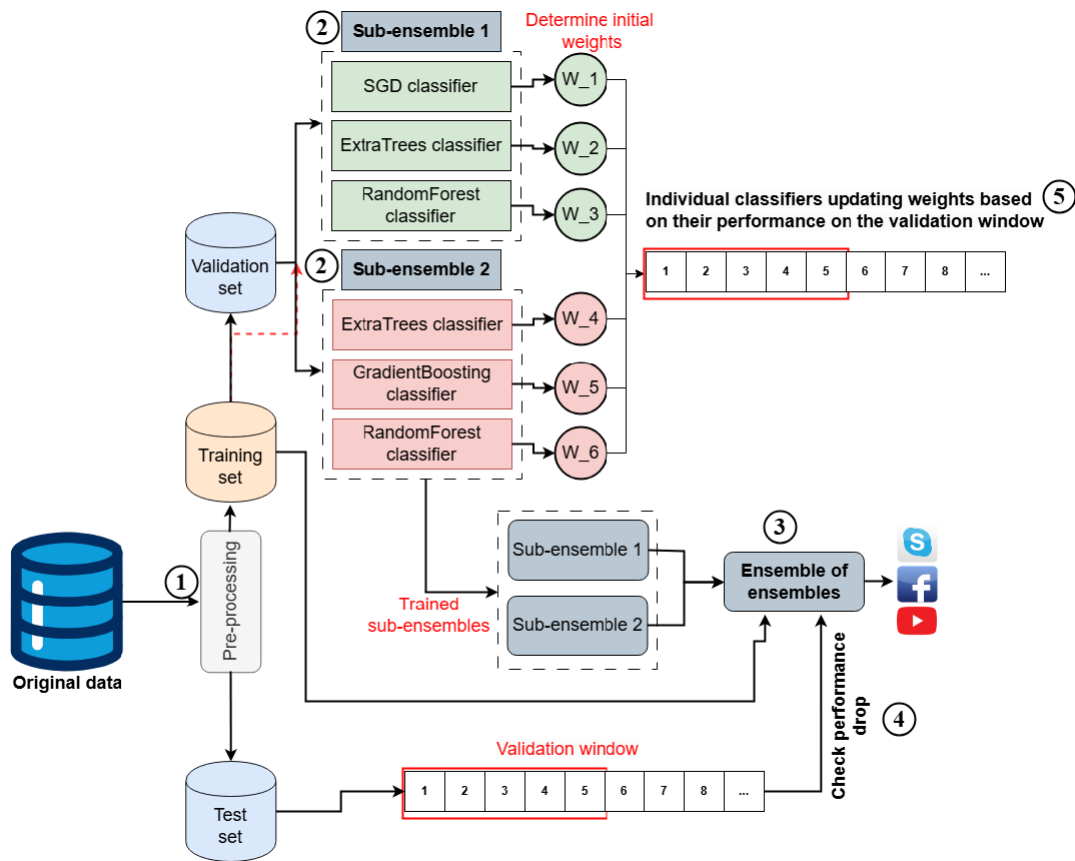 2
Sub-ensemble 1
Determine initial
weights
SGD classifier
W_1
ExtraTrees classifier
W_2
RandomForest
classifier
W_3
Validation
set
2
Sub-ensemble 2
ExtraTrees classifier
W_4
GradientBoosting
classifier
W_5
RandomForest
classifier
W_6
Individual classifiers updating weights based
on their performance on the validation window
5
1 2 3 4 5 6 7 8 ...
Training
set
1
Pre-processing
Original data
Trained
sub-ensembles
Sub-ensemble 1
Sub-ensemble 2
3
Ensemble of
ensembles
S
f
Check performance
drop
4
Validation window
1 2 3 4 5 6 7 8 ...
Test
set